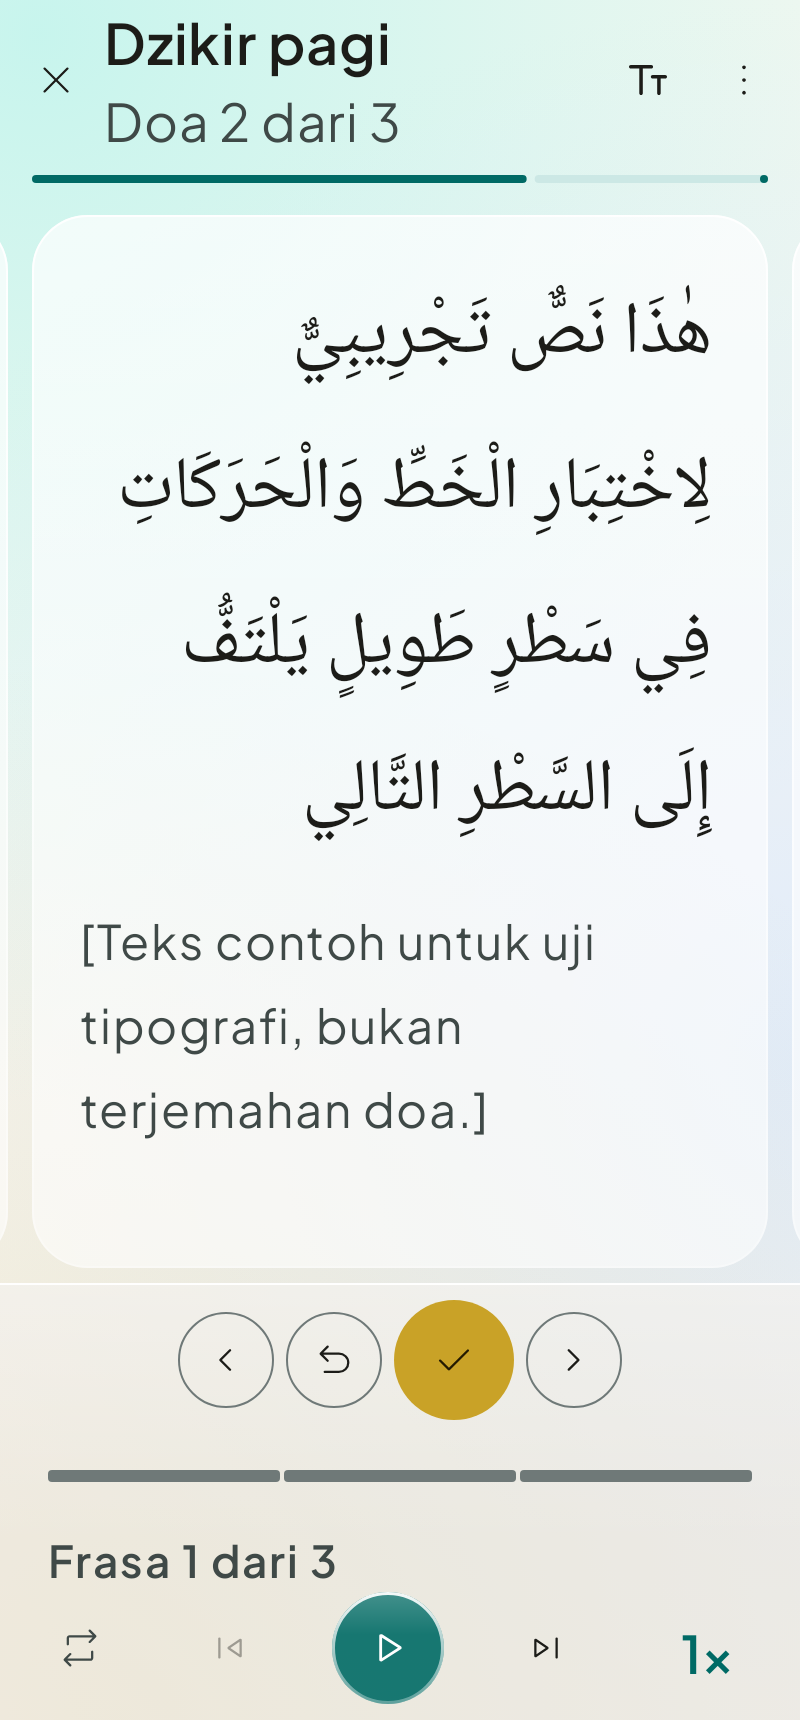 Dzikir pagi
Doa 2 dari 3
هٰذَا نَصٌّ تَجْرِيبِيٌّ
لِاخْتِبَارِ الْخَطِّ وَالْحَرَكَاتِ
فِي سَطْرٍ طَوِيلٍ يَلْتَفُّ
إِلَى السَّطْرِ التَّالِي
[Teks contoh untuk uji
tipografi, bukan
terjemahan doa.]
Frasa 1 dari 3
1×